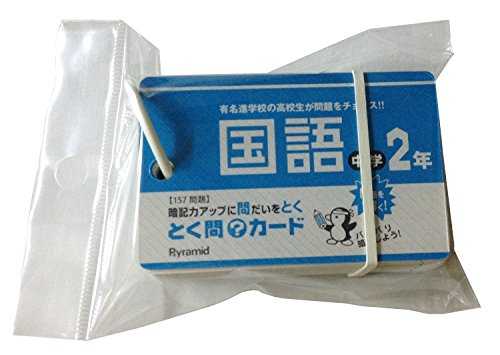 有名進学校の高校生が問題をチョイス!!
国語 中学2年
【157問題】
暗記力アップに問だいをとく
とく問?カード
Pyramid